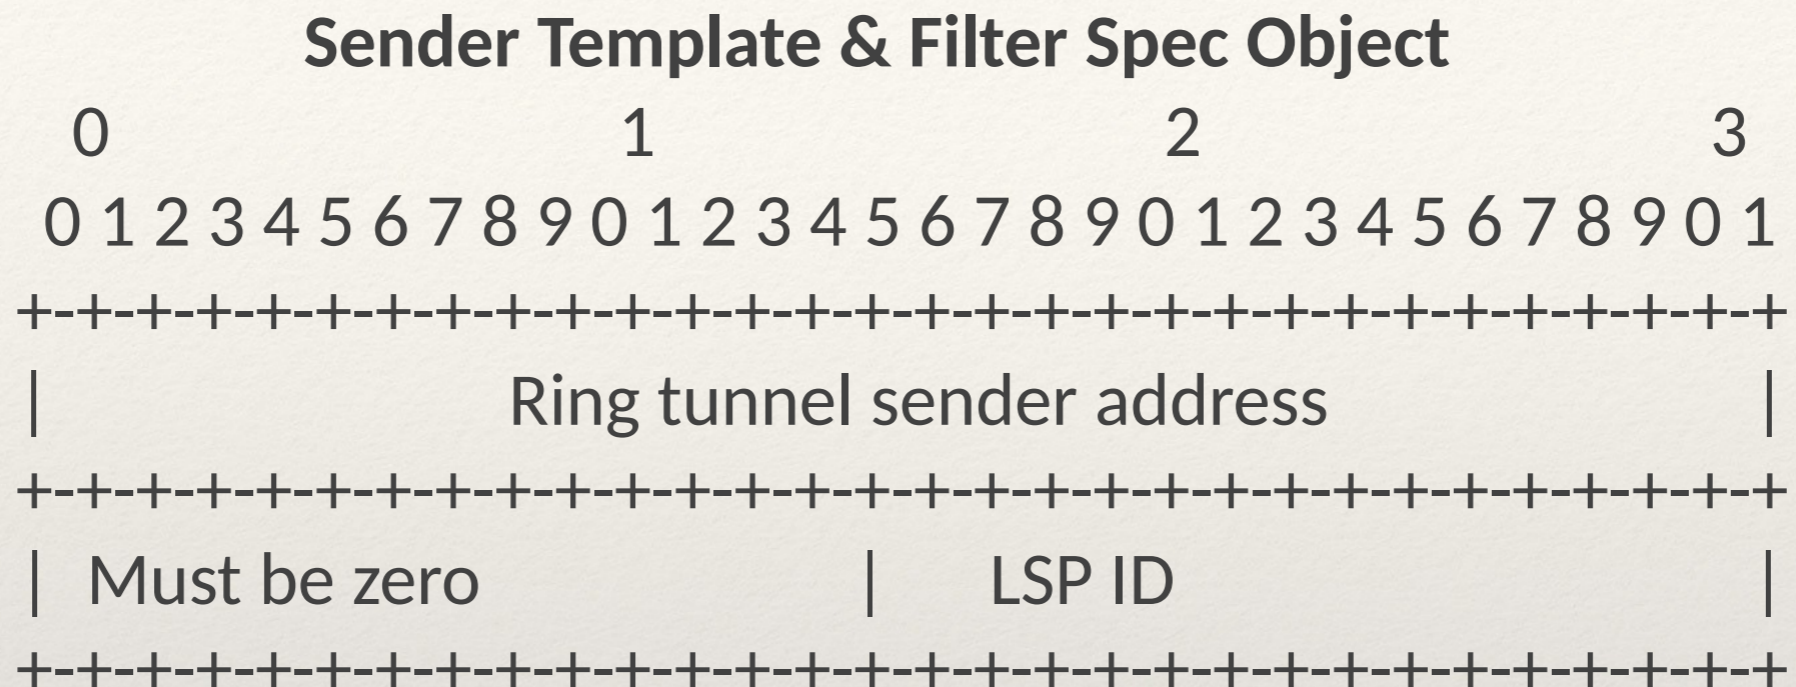 Sender Template & Filter Spec Object
0 1 2 3
0 1 2 3 4 5 6 7 8 9 0 1 2 3 4 5 6 7 8 9 0 1 2 3 4 5 6 7 8 9 0 1
+-+-+-+-+-+-+-+-+-+-+-+-+-+-+-+-+-+-+-+-+-+-+-+-+-+-+-+-+-+-+
| Ring tunnel sender address |
+-+-+-+-+-+-+-+-+-+-+-+-+-+-+-+-+-+-+-+-+-+-+-+-+-+-+-+-+-+-+
| Must be zero | LSP ID |
+-+-+-+-+-+-+-+-+-+-+-+-+-+-+-+-+-+-+-+-+-+-+-+-+-+-+-+-+-+-+